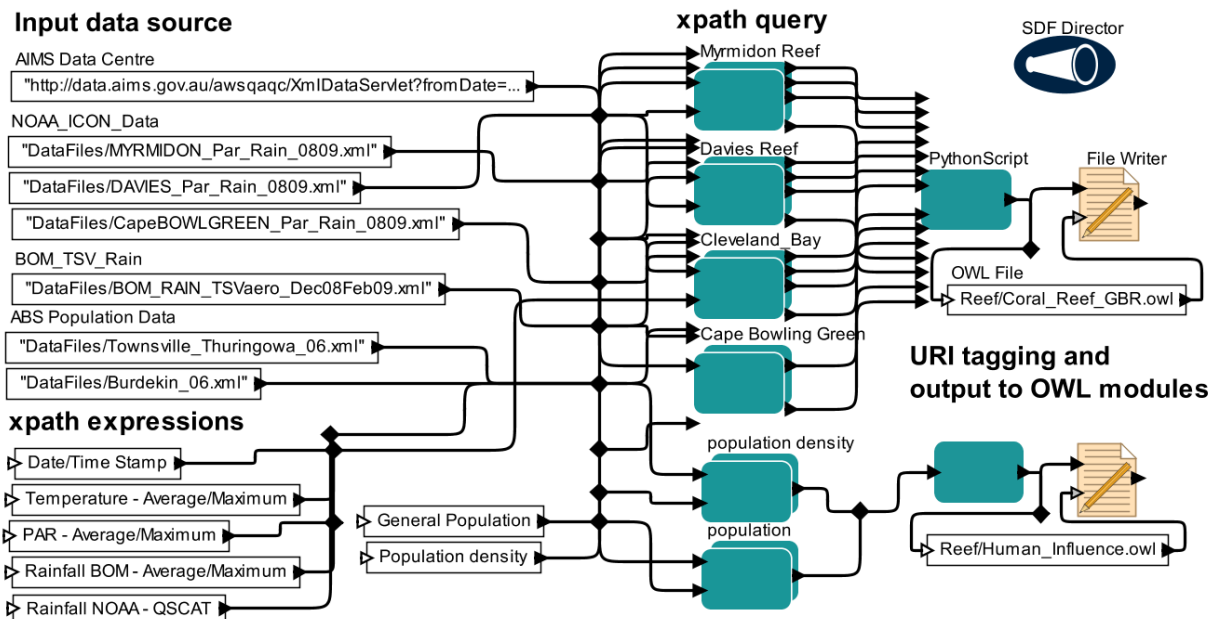 Input data source
AIMS Data Centre
"http://data.aims.gov.au/awsqaqc/XmlDataServlet?fromDate=...
NOAA_ICON_Data
"DataFiles/MYRMIDON_Par_Rain_0809.xml"
"DataFiles/DAVIES_Par_Rain_0809.xml"
"DataFiles/CapeBOWLGREEN_Par_Rain_0809.xml"
BOM_TSV_Rain
"DataFiles/BOM_RAIN_TSVaero_Dec08Feb09.xml"
ABS Population Data
"DataFiles/Townsville_Thuringowa_06.xml"
"DataFiles/Burdekin_06.xml"
xpath expressions
Date/Time Stamp
Temperature - Average/Maximum
PAR - Average/Maximum
Rainfall BOM - Average/Maximum
Rainfall NOAA - QSCAT
General Population
Population density
xpath query
Myrmidon Reef
Davies Reef
Cleveland_Bay
Cape Bowling Green
population density
population
SDF Director
PythonScript
File Writer
OWL File
Reef/Coral_Reef_GBR.owl
URI tagging and
output to OWL modules
Reef/Human_Influence.owl